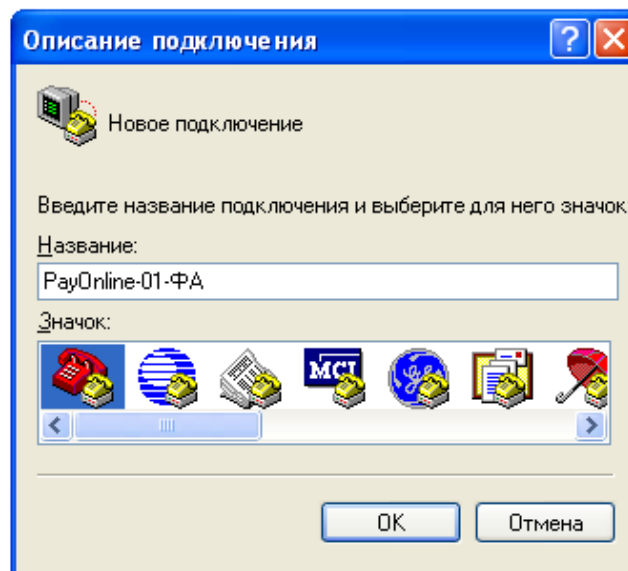 Описание подключения
Новое подключение
Введите название подключения и выберите для него значок
Название:
PayOnline-01-ФА
Значок:
MCI
OK
Отмена